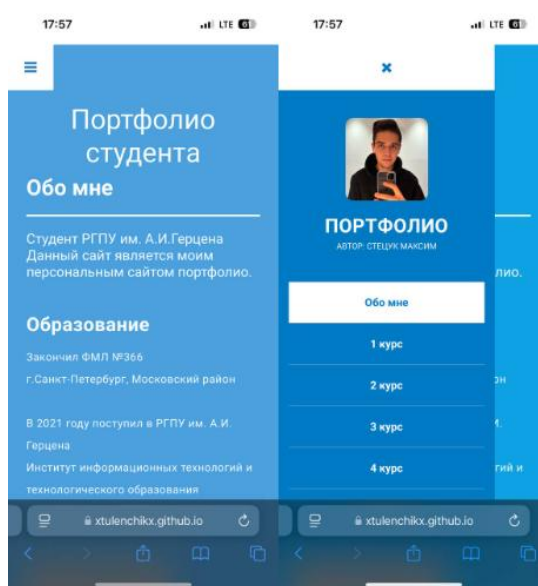 17:57
LTE 61
Портфолио
студента
Обо мне
Студент РГПУ им. А.И.Герцена
Данный сайт является моим
персональным сайтом портфолио.
Образование
Закончил ФМЛ №366
г.Санкт-Петербург, Московский район
В 2021 году поступил в РГПУ им. А.И.
Герцена
Институт информационных технологий и
технологического образования
xtulenchikx.github.io
17:57
LTE 61
ПОРТФОЛИО
АВТОР: СТЕЦУК МАКСИМ
лио.
Обо мне
1 курс
2 курс
он
3 курс
И.
4 курс
гий и
xtulenchikx.github.io